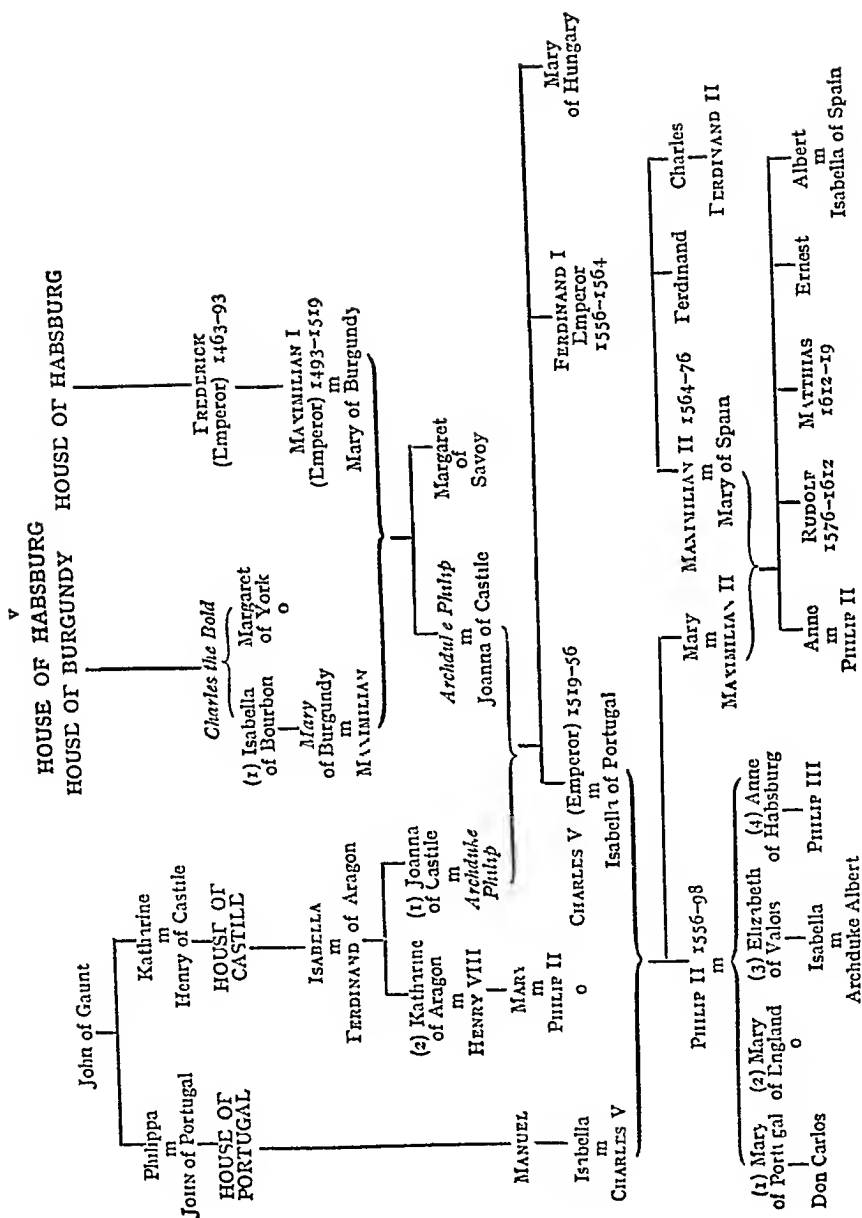 V
HOUSE OF HABSBURG
HOUSE OF BURGUNDY
HOUSE OF HABSBURG
John of Gaunt
Philippa
m
JOHN OF PORTUGAL
HOUSE OF
PORTUGAL
Katharine
m
Henry of Castile
HOUSE OF
CASTILE
ISABELLA
m
FERDINAND of Aragon
(2) Katharine
of Aragon
m
HENRY VIII
MARY
m
PHILIP II
o
(1) Joanna
of Castile
m
Archduke
Philip
MANUEL
Isabella
m
CHARLES V
Charles the Bold
(1) Isabella
of Bourbon
Margaret
of York
o
Mary
of Burgundy
m
MAXIMILIAN
FREDERICK
(Emperor) 1463–93
MAXIMILIAN I
(Emperor) 1493–1519
m
Mary of Burgundy
Archduke Philip
m
Joanna of Castile
Margaret
of
Savoy
CHARLES V (Emperor) 1519–56
m
Isabella of Portugal
FERDINAND I
Emperor
1556–1564
Mary
of Hungary
PHILIP II 1556–98
m
Mary
m
MAXIMILIAN II
MAXIMILIAN II 1564–76
m
Mary of Spain
Ferdinand
Charles
FERDINAND II
(1) Mary
of Portugal
Don Carlos
(2) Mary
of England
o
(3) Elizabeth
of Valois
Isabella
m
Archduke Albert
(4) Anne
of Habsburg
PHILIP III
Anne
m
PHILIP II
RUDOLF
1576–1612
MATTHIAS
1612–19
Ernest
Albert
m
Isabella of Spain